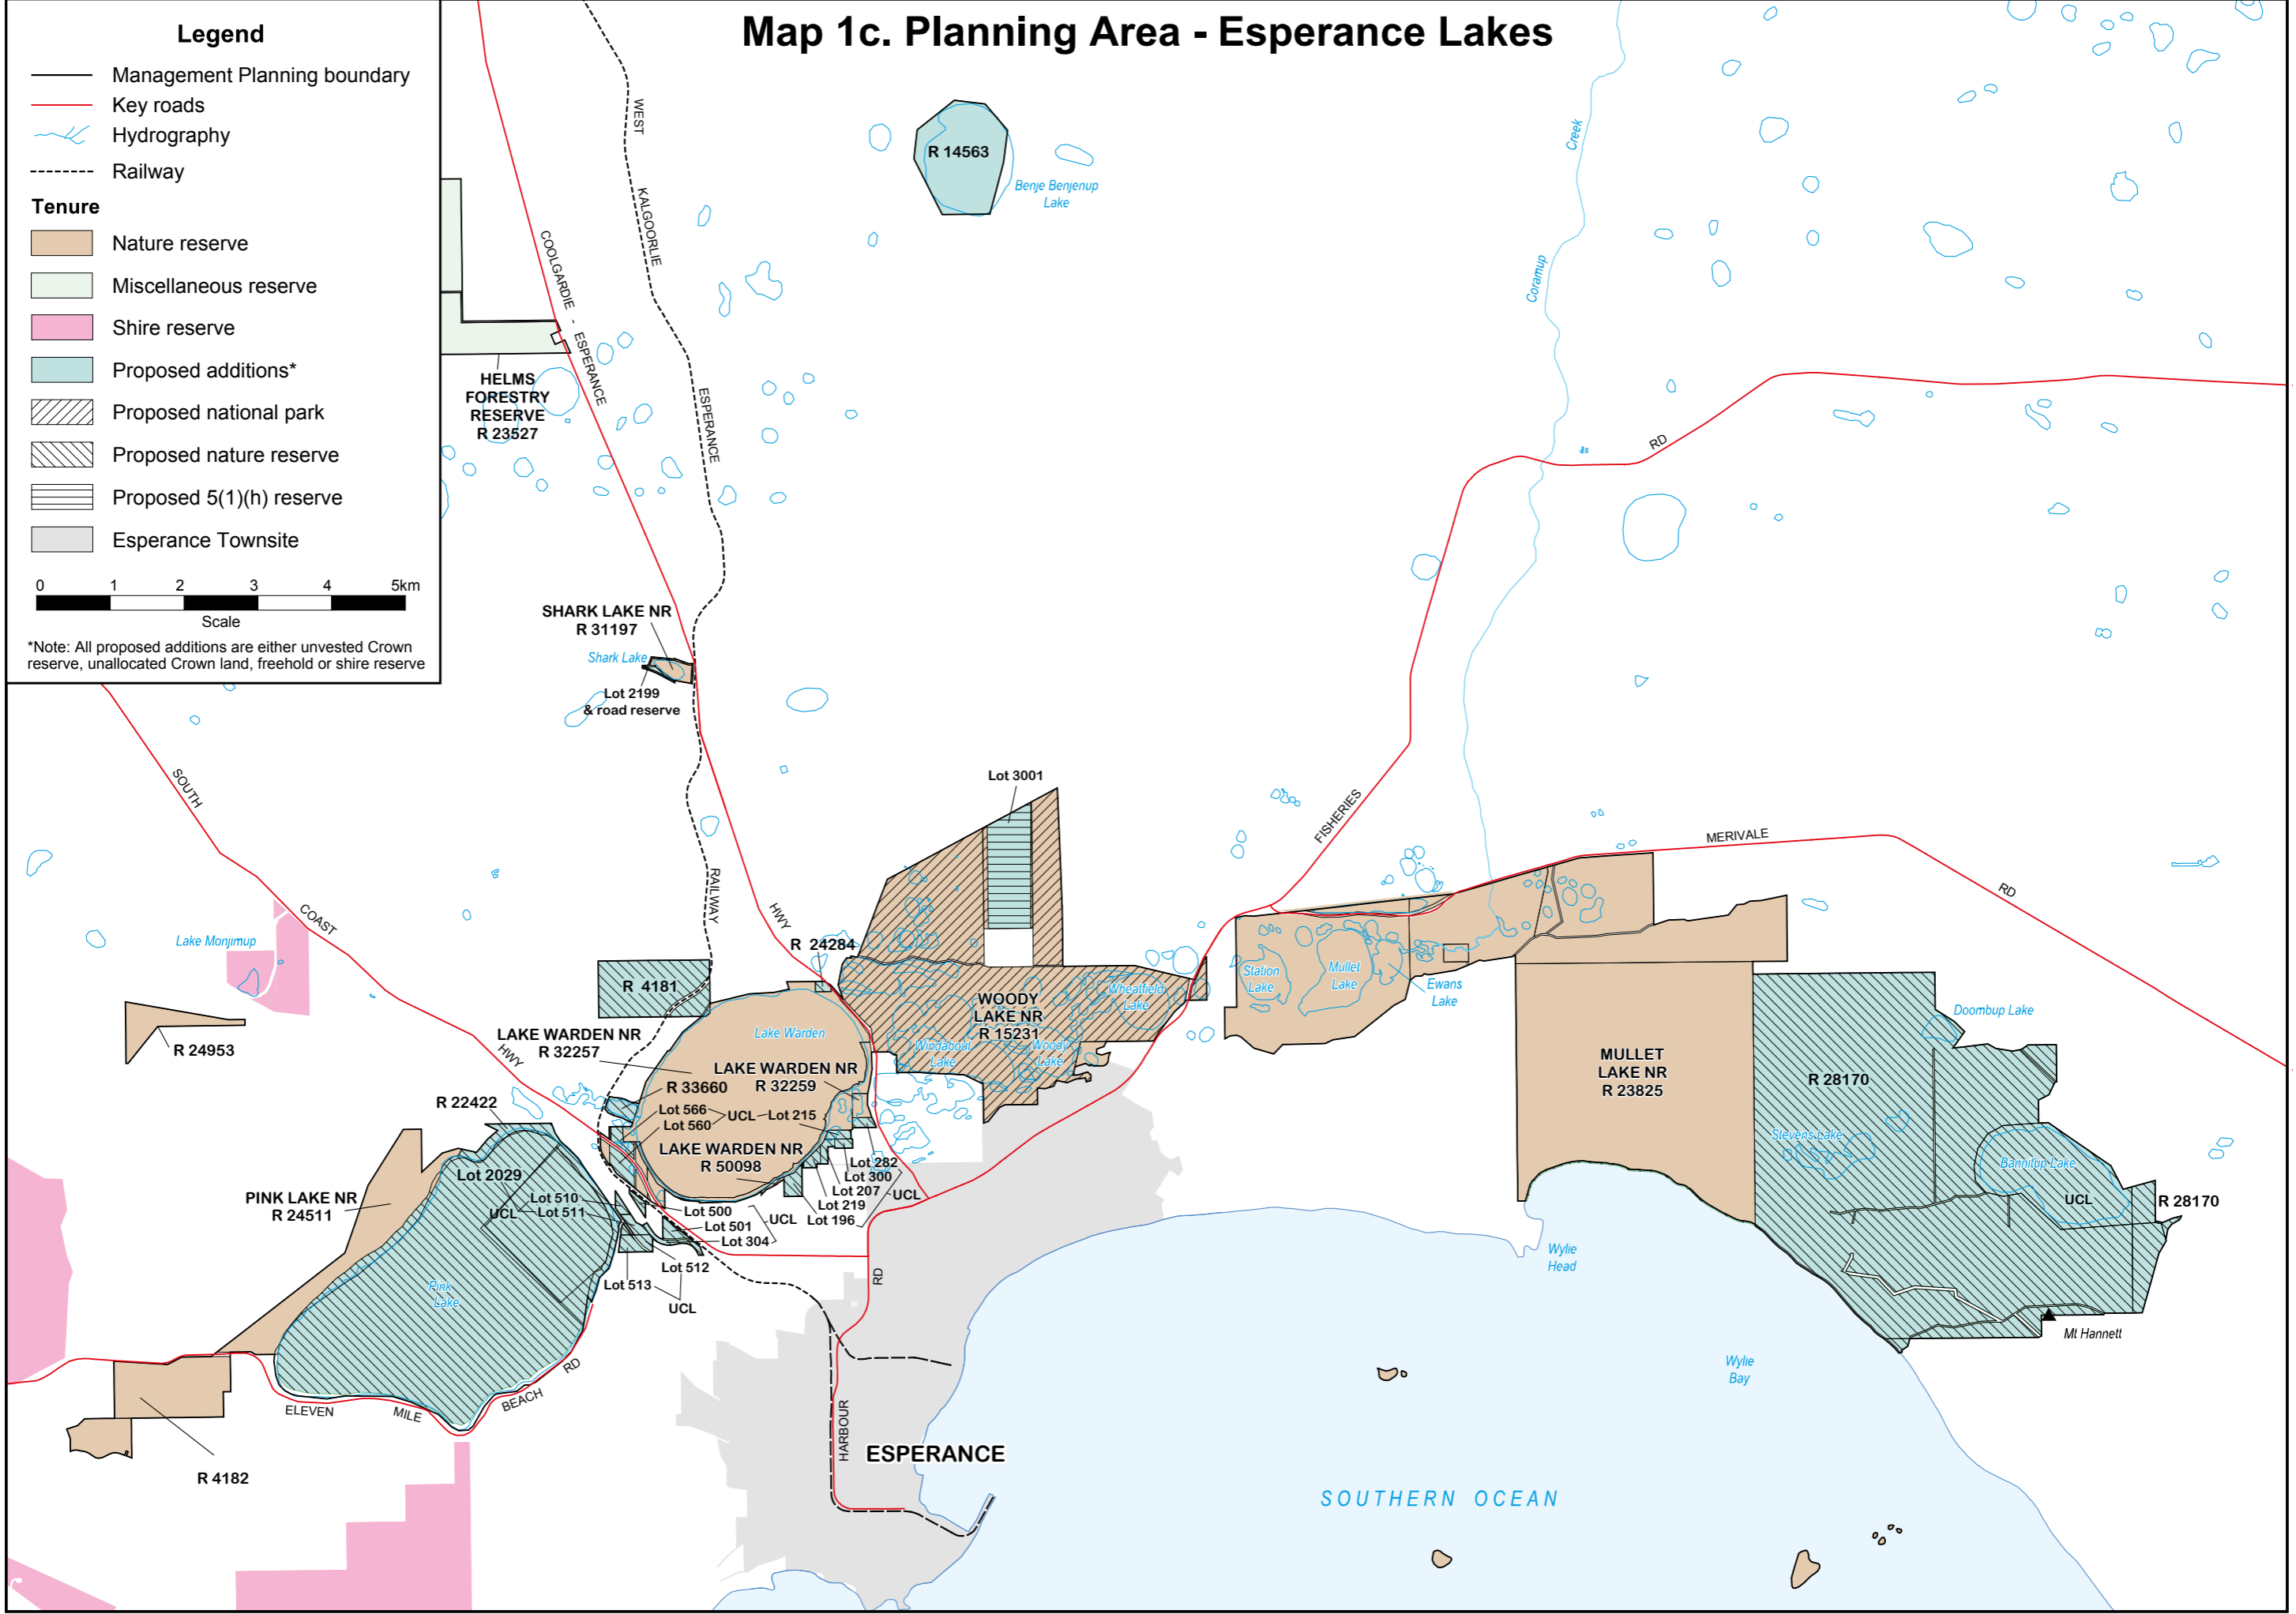 Map 1c. Planning Area - Esperance Lakes
Legend
Management Planning boundary
Key roads
Hydrography
Railway
Tenure
Nature reserve
Miscellaneous reserve
Shire reserve
Proposed additions*
Proposed national park
Proposed nature reserve
Proposed 5(1)(h) reserve
Esperance Townsite
0 1 2 3 4 5km
Scale
*Note: All proposed additions are either unvested Crown
reserve, unallocated Crown land, freehold or shire reserve
WEST
KALGOORLIE
ESPERANCE
RAILWAY
COOLGARDIE - ESPERANCE
HWY
R 14563
Benje Benjenup
Lake
Creek
Coramup
HELMS
FORESTRY
RESERVE
R 23527
RD
FISHERIES
SHARK LAKE NR
R 31197
Shark Lake
Lot 2199
& road reserve
SOUTH
COAST
HWY
Lot 3001
MERIVALE
RD
Lake Monjimup
R 24953
R 4181
R 24284
Lake Warden
LAKE WARDEN NR
R 32257
LAKE WARDEN NR
R 32259
R 33660
Lot 566
Lot 560
UCL
Lot 215
LAKE WARDEN NR
R 50098
WOODY
LAKE NR
R 15231
Wheatfield
Lake
Windabout
Lake
Woody
Lake
Station
Lake
Mullet
Lake
Ewans
Lake
MULLET
LAKE NR
R 23825
Doombup Lake
R 28170
Stevens Lake
Bannitup Lake
UCL
R 28170
R 22422
Lot 2029
PINK LAKE NR
R 24511
Lot 510
UCL
Lot 511
Lot 282
Lot 300
Lot 207
UCL
Lot 219
Lot 196
Lot 500
UCL
Lot 501
Lot 304
Lot 512
Lot 513
UCL
Pink
Lake
Wylie
Head
Mt Hannett
Wylie
Bay
RD
HARBOUR
ELEVEN
MILE
BEACH
RD
R 4182
ESPERANCE
SOUTHERN OCEAN